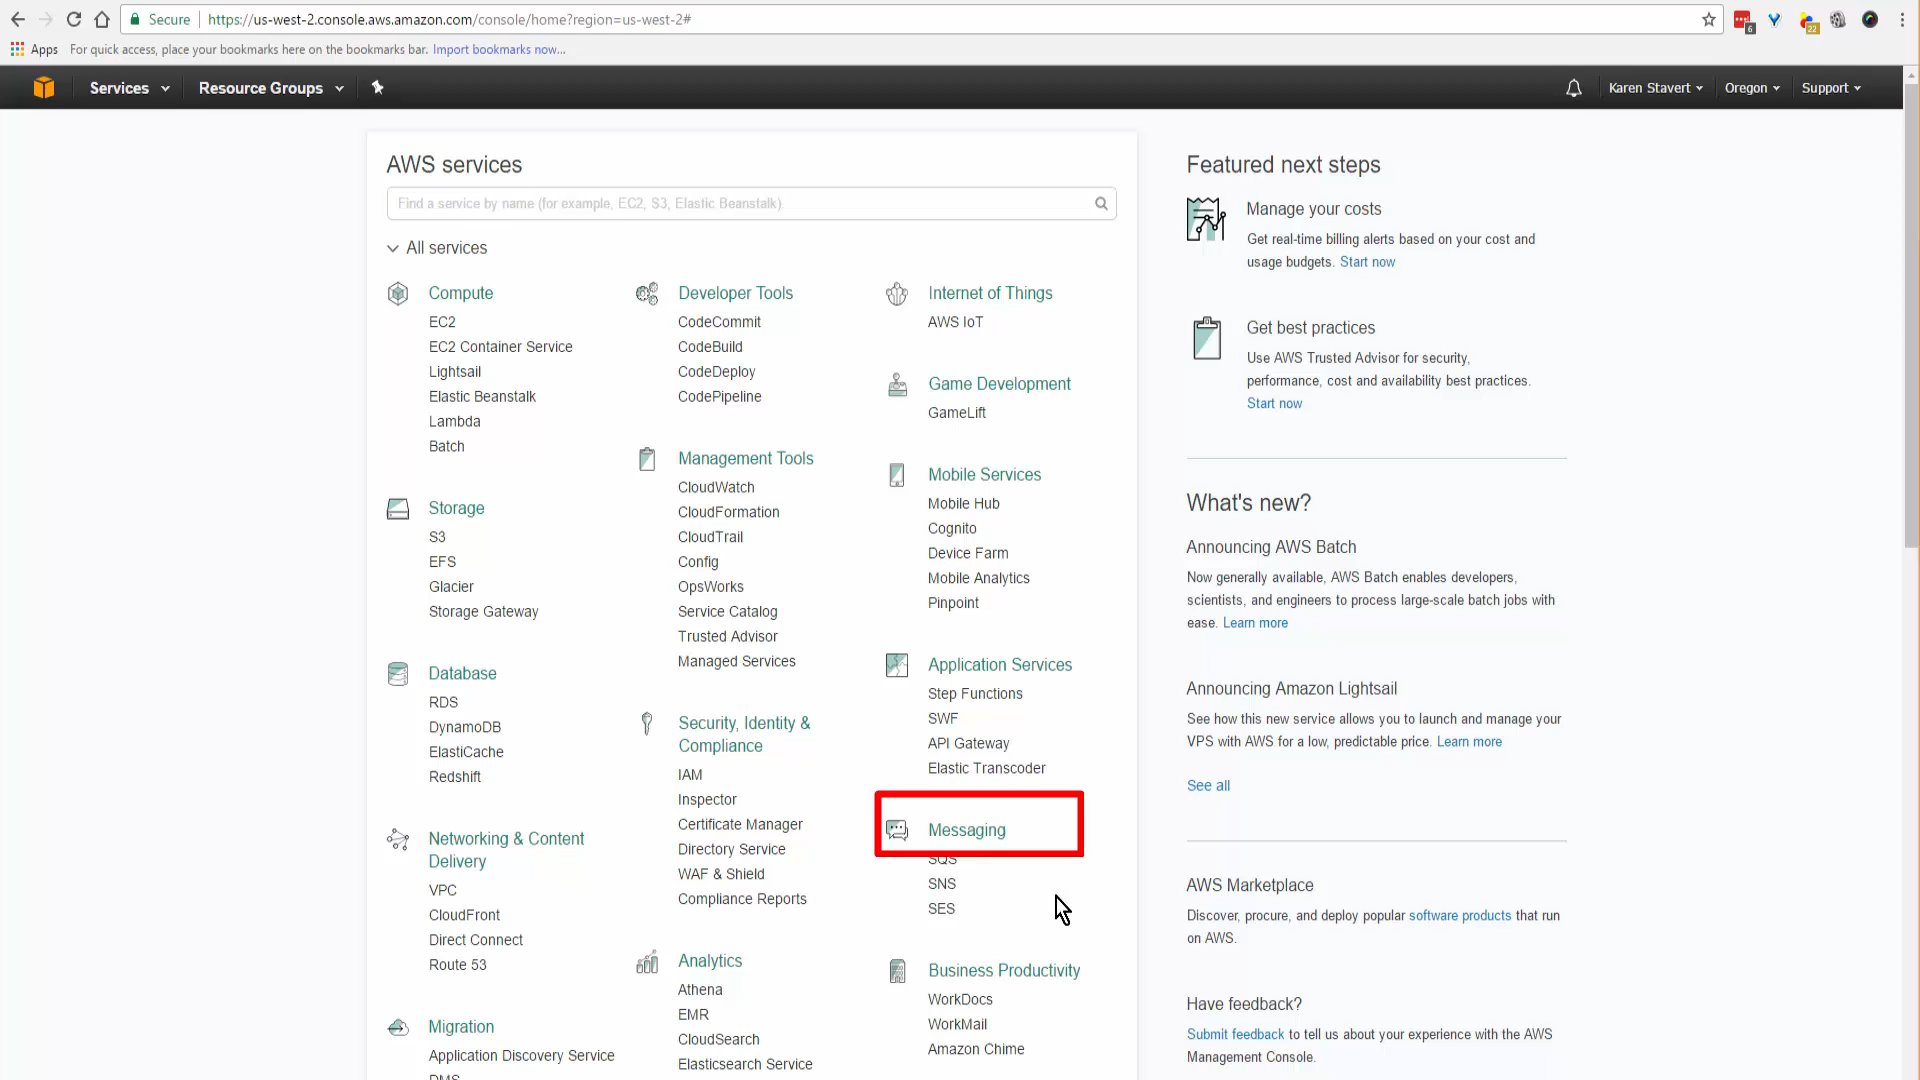 Secure
https://us-west-2.console.aws.amazon.com/console/home?region=us-west-2#
6
22
Apps
For quick access, place your bookmarks here on the bookmarks bar. Import bookmarks now...
Services
Resource Groups
Karen Stavert
Oregon
Support
AWS services
Find a service by name (for example, EC2, S3, Elastic Beanstalk).
All services
Compute
EC2
EC2 Container Service
Lightsail
Elastic Beanstalk
Lambda
Batch
Storage
S3
EFS
Glacier
Storage Gateway
Database
RDS
DynamoDB
ElastiCache
Redshift
Networking & Content
Delivery
VPC
CloudFront
Direct Connect
Route 53
Migration
Application Discovery Service
DMS
Developer Tools
CodeCommit
CodeBuild
CodeDeploy
CodePipeline
Management Tools
CloudWatch
CloudFormation
CloudTrail
Config
OpsWorks
Service Catalog
Trusted Advisor
Managed Services
Security, Identity &
Compliance
IAM
Inspector
Certificate Manager
Directory Service
WAF & Shield
Compliance Reports
Analytics
Athena
EMR
CloudSearch
Elasticsearch Service
Internet of Things
AWS IoT
Game Development
GameLift
Mobile Services
Mobile Hub
Cognito
Device Farm
Mobile Analytics
Pinpoint
Application Services
Step Functions
SWF
API Gateway
Elastic Transcoder
Messaging
SQS
SNS
SES
Business Productivity
WorkDocs
WorkMail
Amazon Chime
Featured next steps
Manage your costs
Get real-time billing alerts based on your cost and
usage budgets. Start now
Get best practices
Use AWS Trusted Advisor for security,
performance, cost and availability best practices.
Start now
What's new?
Announcing AWS Batch
Now generally available, AWS Batch enables developers,
scientists, and engineers to process large-scale batch jobs with
ease. Learn more
Announcing Amazon Lightsail
See how this new service allows you to launch and manage your
VPS with AWS for a low, predictable price. Learn more
See all
AWS Marketplace
Discover, procure, and deploy popular software products that run
on AWS.
Have feedback?
Submit feedback to tell us about your experience with the AWS
Management Console.